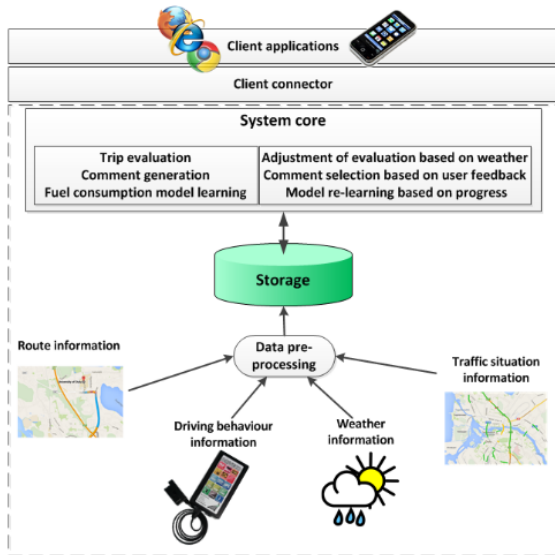 Client applications
Client connector
System core
Trip evaluation
Comment generation
Fuel consumption model learning
Adjustment of evaluation based on weather
Comment selection based on user feedback
Model re-learning based on progress
Storage
Data pre-
processing
Route information
Traffic situation
information
Driving behaviour
information
Weather
information